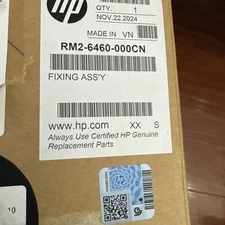 hp
QTY. 1
NOV.22.2024
MADE IN VN
RM2-6460-000CN
FIXING ASS'Y
www.hp.com XX S
Always Use Certified HP Genuine
Replacement Parts
10